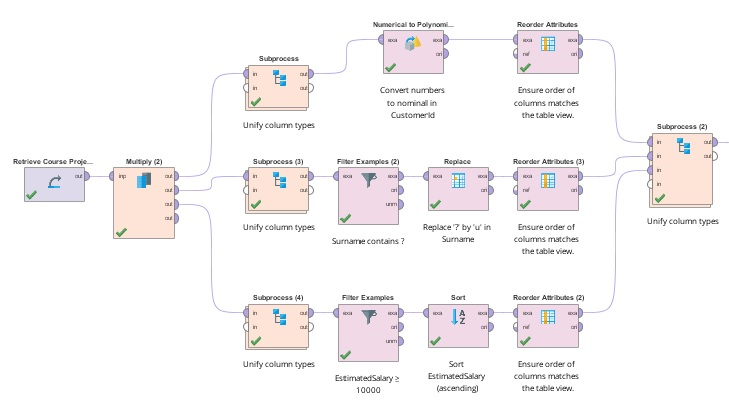 Numerical to Polynomi...
exa
exa
ori
Convert numbers
to nominal in
CustomerId
Reorder Attributes
exa
exa
ref
ori
Ensure order of
columns matches
the table view.
Subprocess
in
out
in
out
Unify column types
Subprocess (2)
in
out
in
out
in
in
Unify column types
Retrieve Course Proje...
out
Multiply (2)
inp
out
out
out
out
Subprocess (3)
in
out
in
out
Unify column types
Filter Examples (2)
exa
exa
ori
unm
Surname contains ?
Replace
exa
exa
ori
Replace '?' by 'u' in
Surname
Reorder Attributes (3)
exa
exa
ref
ori
Ensure order of
columns matches
the table view.
Subprocess (4)
in
out
in
out
Unify column types
Filter Examples
exa
exa
ori
unm
EstimatedSalary ≥
10000
Sort
exa
exa
ori
A
Z
Sort
EstimatedSalary
(ascending)
Reorder Attributes (2)
exa
exa
ref
ori
Ensure order of
columns matches
the table view.